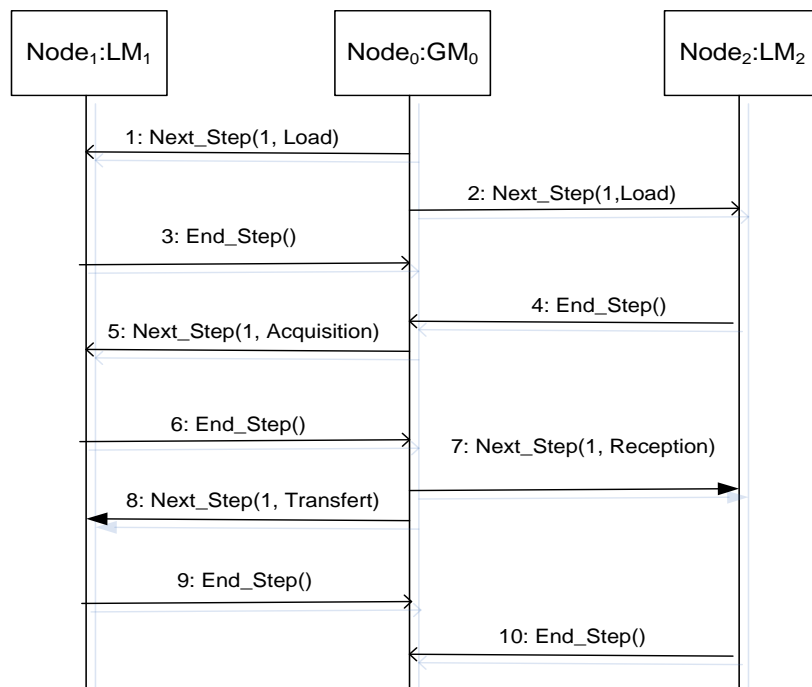 Node₁:LM₁
Node₀:GM₀
Node₂:LM₂
1: Next_Step(1, Load)
2: Next_Step(1,Load)
3: End_Step()
4: End_Step()
5: Next_Step(1, Acquisition)
6: End_Step()
7: Next_Step(1, Reception)
8: Next_Step(1, Transfert)
9: End_Step()
10: End_Step()